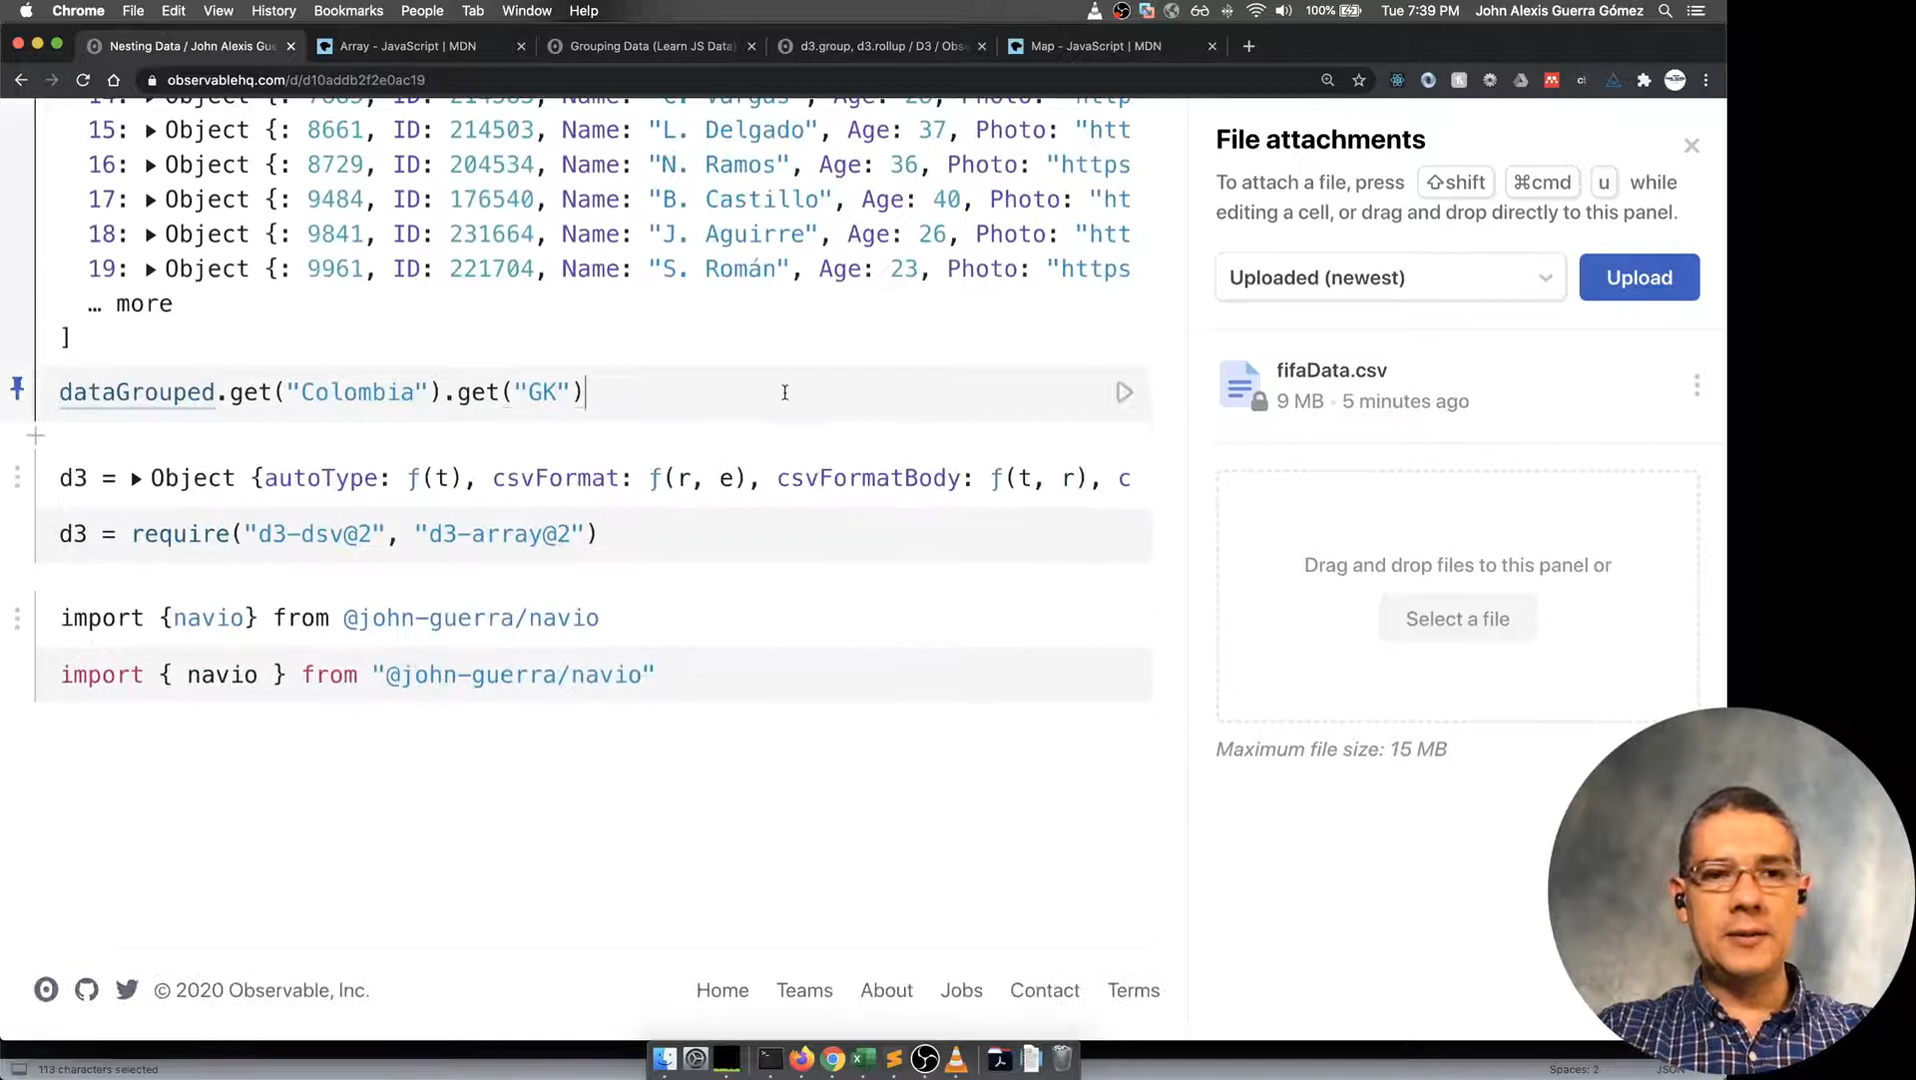 Chrome File Edit View History Bookmarks People Tab Window Help 100% Tue 7:39 PM John Alexis Guerra Gómez
Nesting Data / John Alexis Gue Array - JavaScript | MDN Grouping Data (Learn JS Data) d3.group, d3.rollup / D3 / Obs Map - JavaScript | MDN
observablehq.com/d/d10addb2f2e0ac19
15: Object {: 8661, ID: 214503, Name: "L. Delgado", Age: 37, Photo: "htt
16: Object {: 8729, ID: 204534, Name: "N. Ramos", Age: 36, Photo: "https
17: Object {: 9484, ID: 176540, Name: "B. Castillo", Age: 40, Photo: "ht
18: Object {: 9841, ID: 231664, Name: "J. Aguirre", Age: 26, Photo: "htt
19: Object {: 9961, ID: 221704, Name: "S. Román", Age: 23, Photo: "https
… more
]
dataGrouped.get("Colombia").get("GK")
d3 = Object {autoType: ƒ(t), csvFormat: ƒ(r, e), csvFormatBody: ƒ(t, r), c
d3 = require("d3-dsv@2", "d3-array@2")
import {navio} from @john-guerra/navio
import { navio } from "@john-guerra/navio"
© 2020 Observable, Inc. Home Teams About Jobs Contact Terms
File attachments
To attach a file, press ⇧shift ⌘cmd u while
editing a cell, or drag and drop directly to this panel.
Uploaded (newest) Upload
fifaData.csv
9 MB · 5 minutes ago
Drag and drop files to this panel or
Select a file
Maximum file size: 15 MB
113 characters selected Spaces: 2